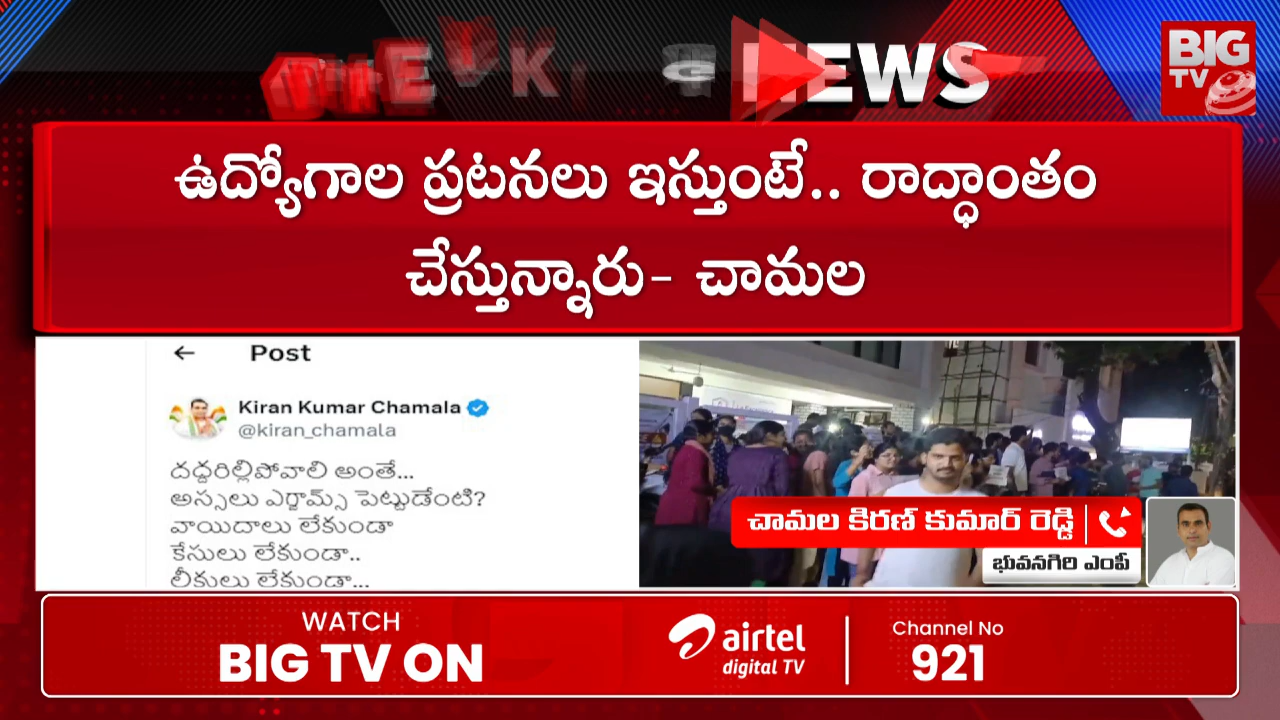 NEWS
BIG
TV
ఉద్యోగాల ప్రటనలు ఇస్తుంటే.. రాద్ధాంతం
చేస్తున్నారు- చామల
← Post
Kiran Kumar Chamala
@kiran_chamala
దద్దరిల్లిపోవాలి అంతే...
అస్సలు ఎగ్జామ్స్ పెట్టుడేంటి?
వాయిదాలు లేకుండా
కేసులు లేకుండా..
లీకులు లేకుండా...
చామల కిరణ్ కుమార్ రెడ్డి
భువనగిరి ఎంపీ
WATCH
BIG TV ON
airtel
digital TV
Channel No
921